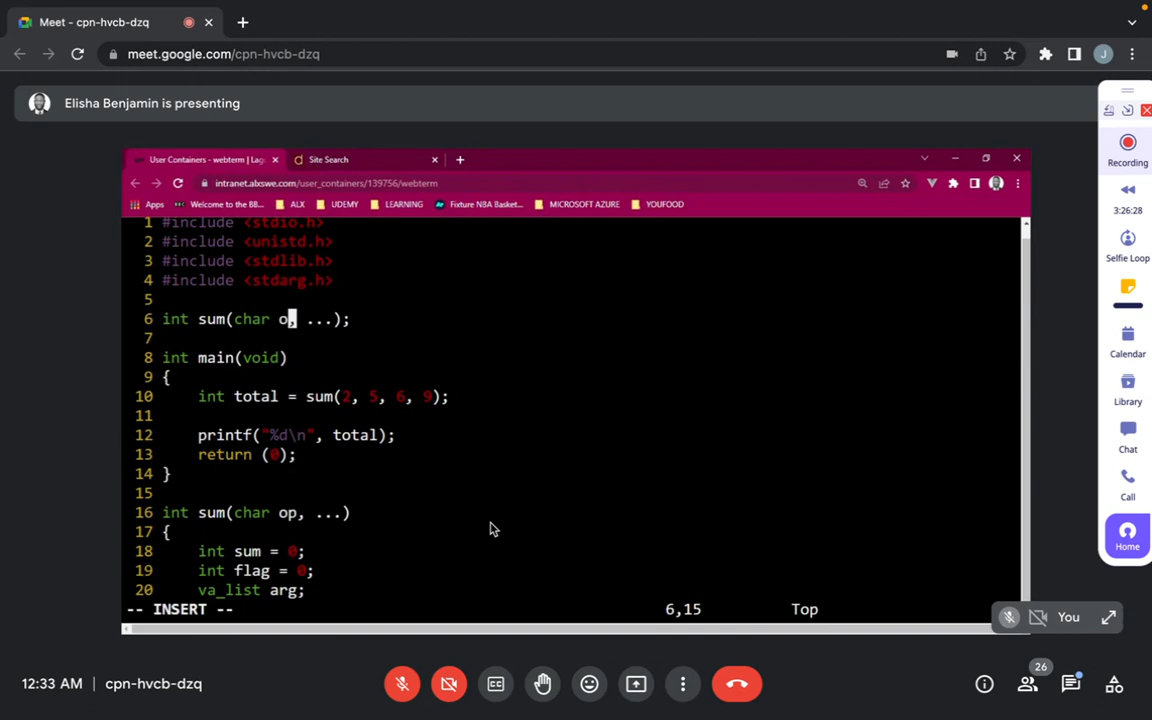 Meet - cpn-hvcb-dzq
meet.google.com/cpn-hvcb-dzq
J
Elisha Benjamin is presenting
User Containers - webterm | Lag
Site Search
intranet.alxswe.com/user_containers/139756/webterm
Apps
Welcome to the BB...
ALX
UDEMY
LEARNING
Fixture NBA Basket...
MICROSOFT AZURE
YOUFOOD
1 #include <stdio.h>
2 #include <unistd.h>
3 #include <stdlib.h>
4 #include <stdarg.h>
5
6 int sum(char o, ...);
7
8 int main(void)
9 {
10 int total = sum(2, 5, 6, 9);
11
12 printf("%d\n", total);
13 return (0);
14 }
15
16 int sum(char op, ...)
17 {
18 int sum = 0;
19 int flag = 0;
20 va_list arg;
-- INSERT --
6,15
Top
Recording
3:26:28
Selfie Loop
Calendar
Library
Chat
Call
Home
You
12:33 AM | cpn-hvcb-dzq
CC
26